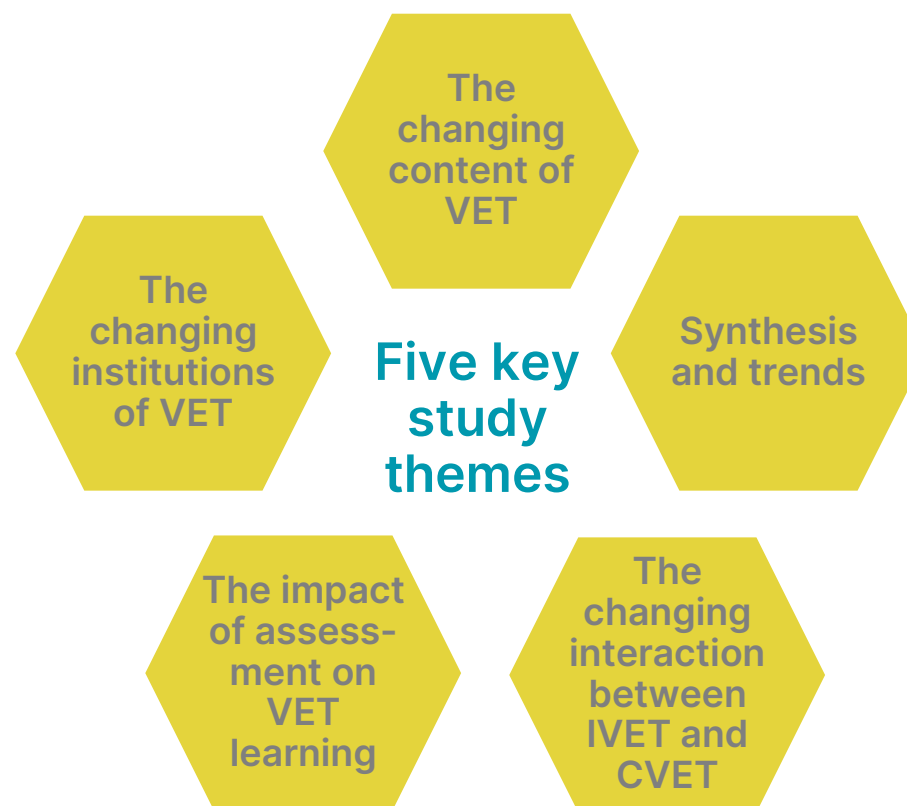 The
changing
content of
VET
The
changing
institutions
of VET
Five key
study
themes
Synthesis
and trends
The impact
of assess-
ment on
VET
learning
The
changing
interaction
between
IVET and
CVET